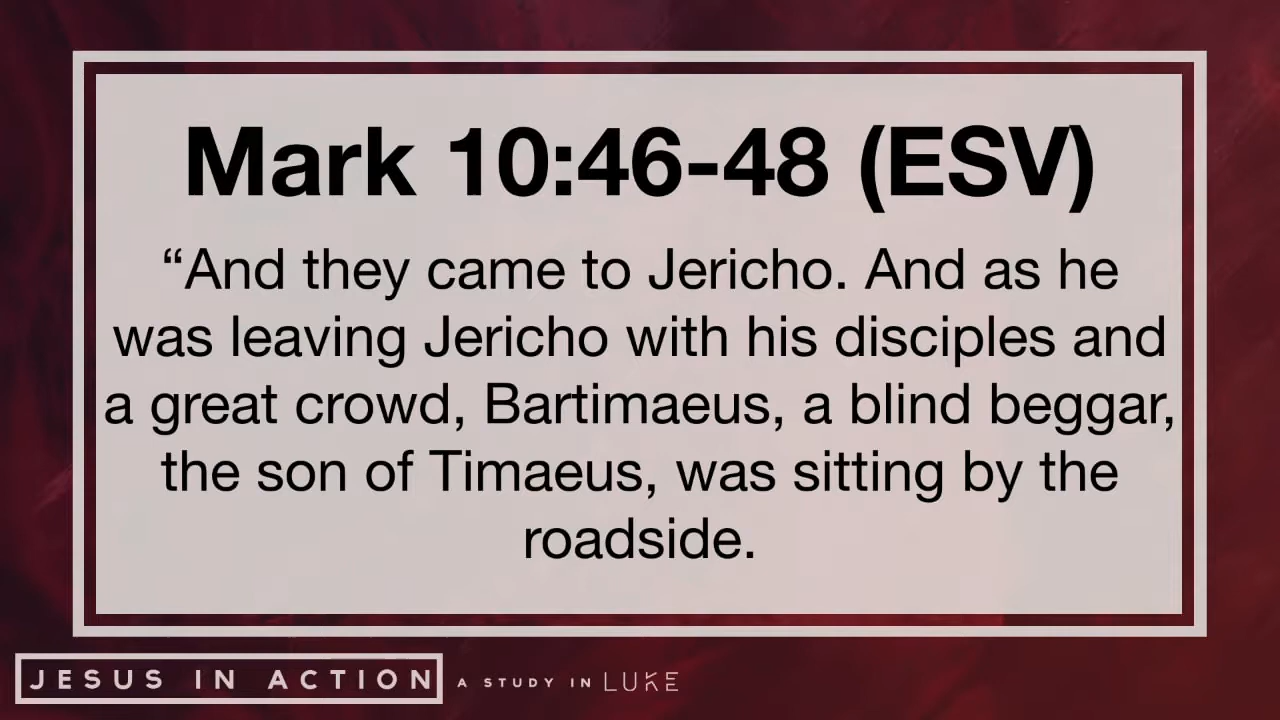 Mark 10:46-48 (ESV)
“And they came to Jericho. And as he
was leaving Jericho with his disciples and
a great crowd, Bartimaeus, a blind beggar,
the son of Timaeus, was sitting by the
roadside.
JESUS IN ACTION A STUDY IN LUKE